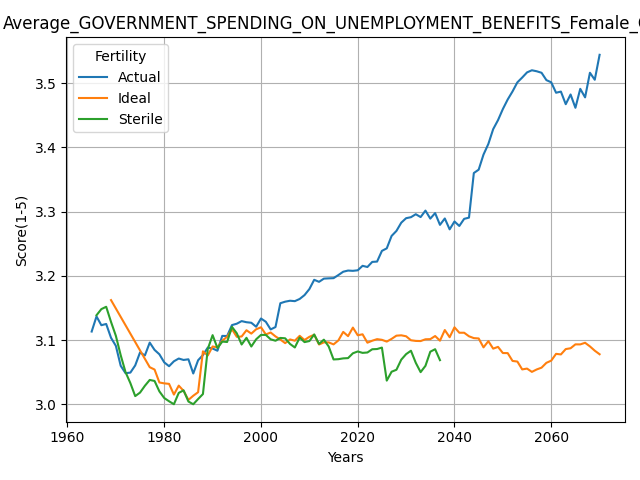 Average_GOVERNMENT_SPENDING_ON_UNEMPLOYMENT_BENEFITS_Female_
Fertility
Actual
Ideal
Sterile
3.5
3.4
3.3
3.2
3.1
3.0
Score(1-5)
1960 1980 2000 2020 2040 2060
Years